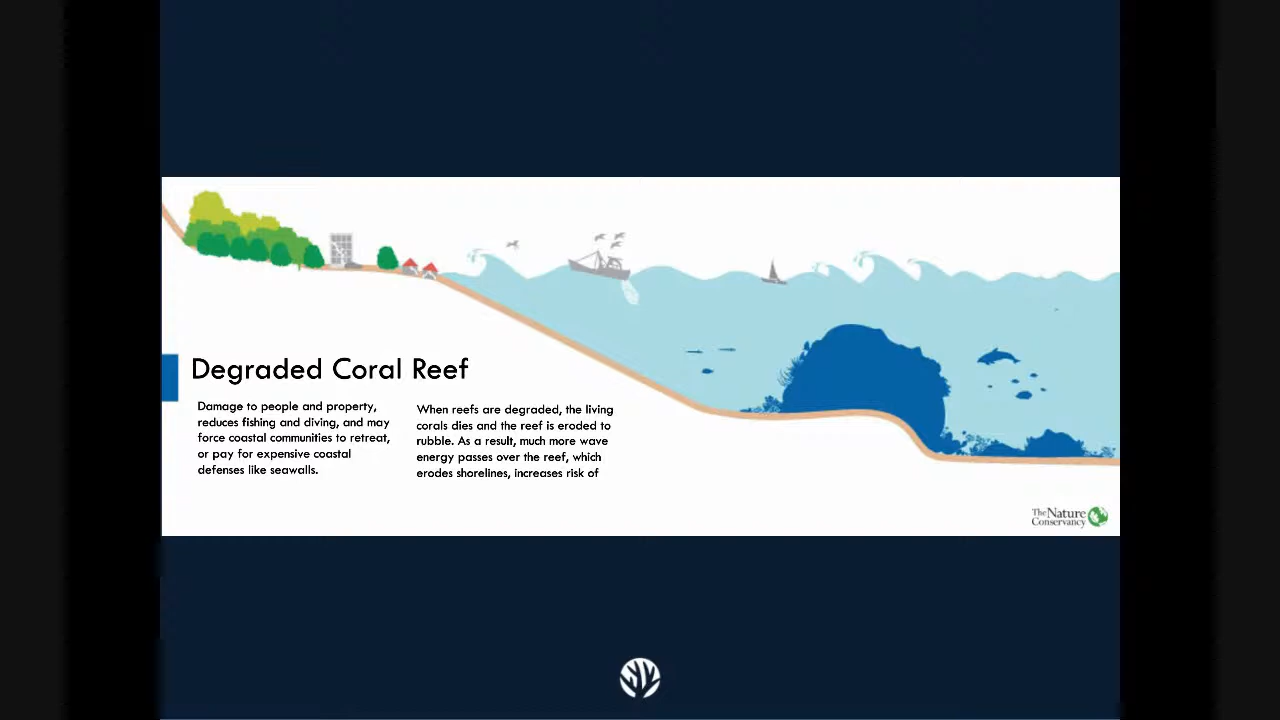 Degraded Coral Reef
Damage to people and property,
reduces fishing and diving, and may
force coastal communities to retreat,
or pay for expensive coastal
defenses like seawalls.
When reefs are degraded, the living
corals dies and the reef is eroded to
rubble. As a result, much more wave
energy passes over the reef, which
erodes shorelines, increases risk of
The Nature
Conservancy